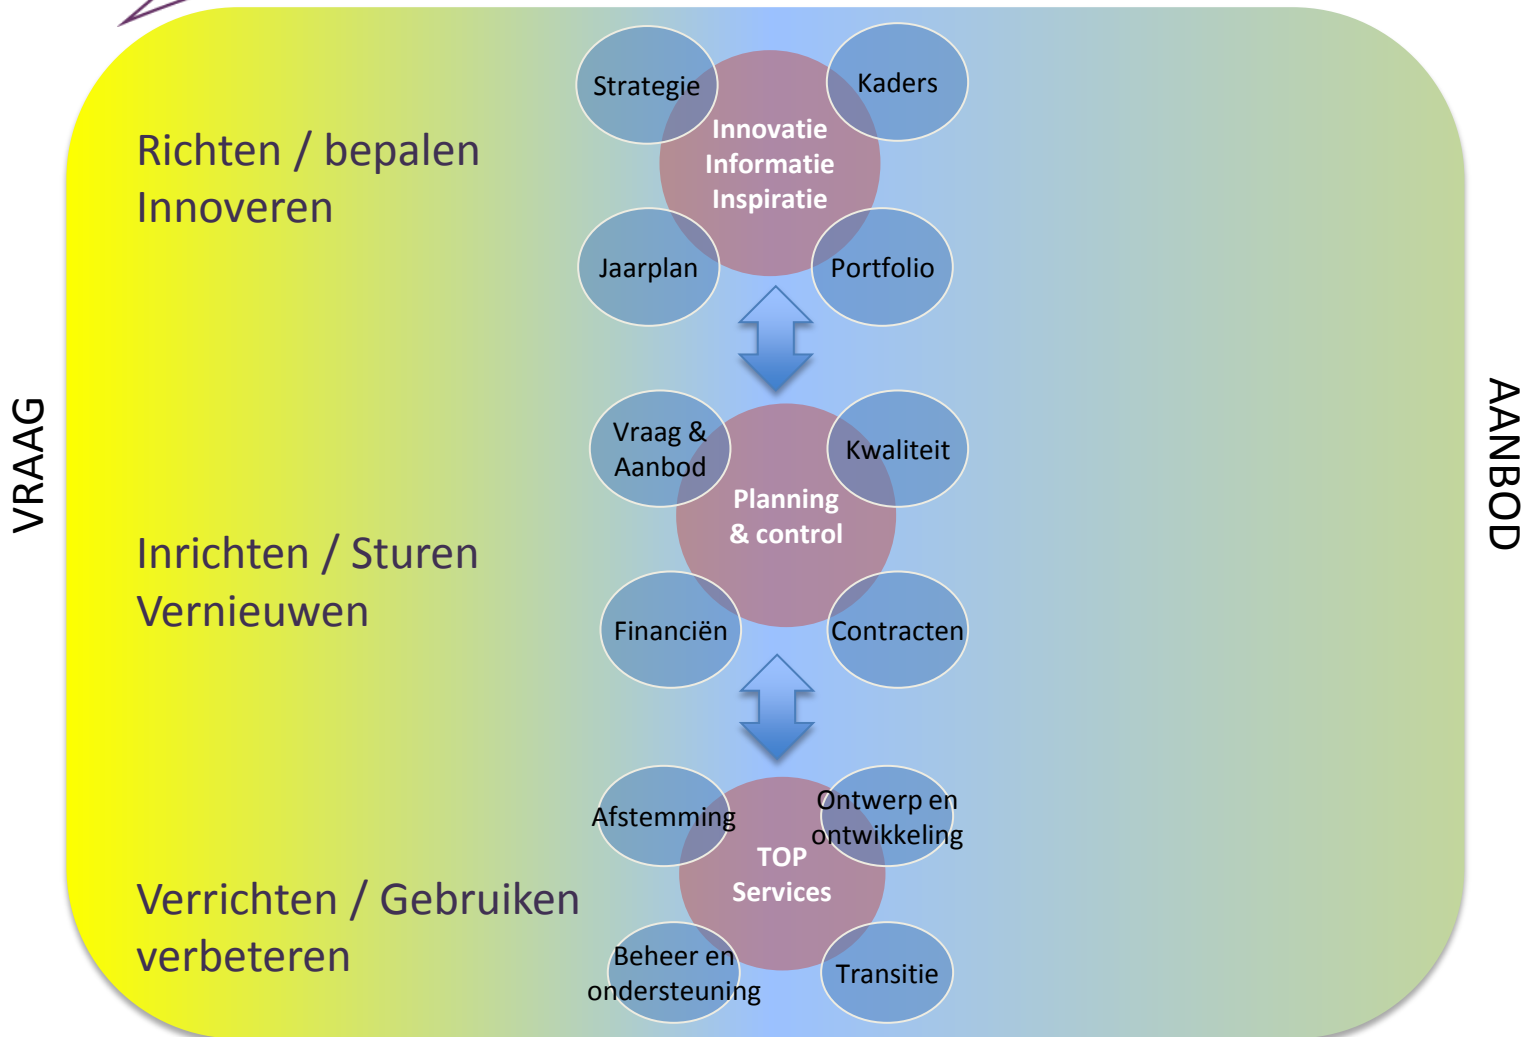 Strategie
Kaders
Richten / bepalen
Innoveren
Innovatie
Informatie
Inspiratie
Jaarplan
Portfolio
VRAAG
AANBOD
Vraag &
Aanbod
Kwaliteit
Inrichten / Sturen
Vernieuwen
Planning
& control
Financiën
Contracten
Afstemming
Ontwerp en
ontwikkeling
Verrichten / Gebruiken
verbeteren
TOP
Services
Beheer en
ondersteuning
Transitie